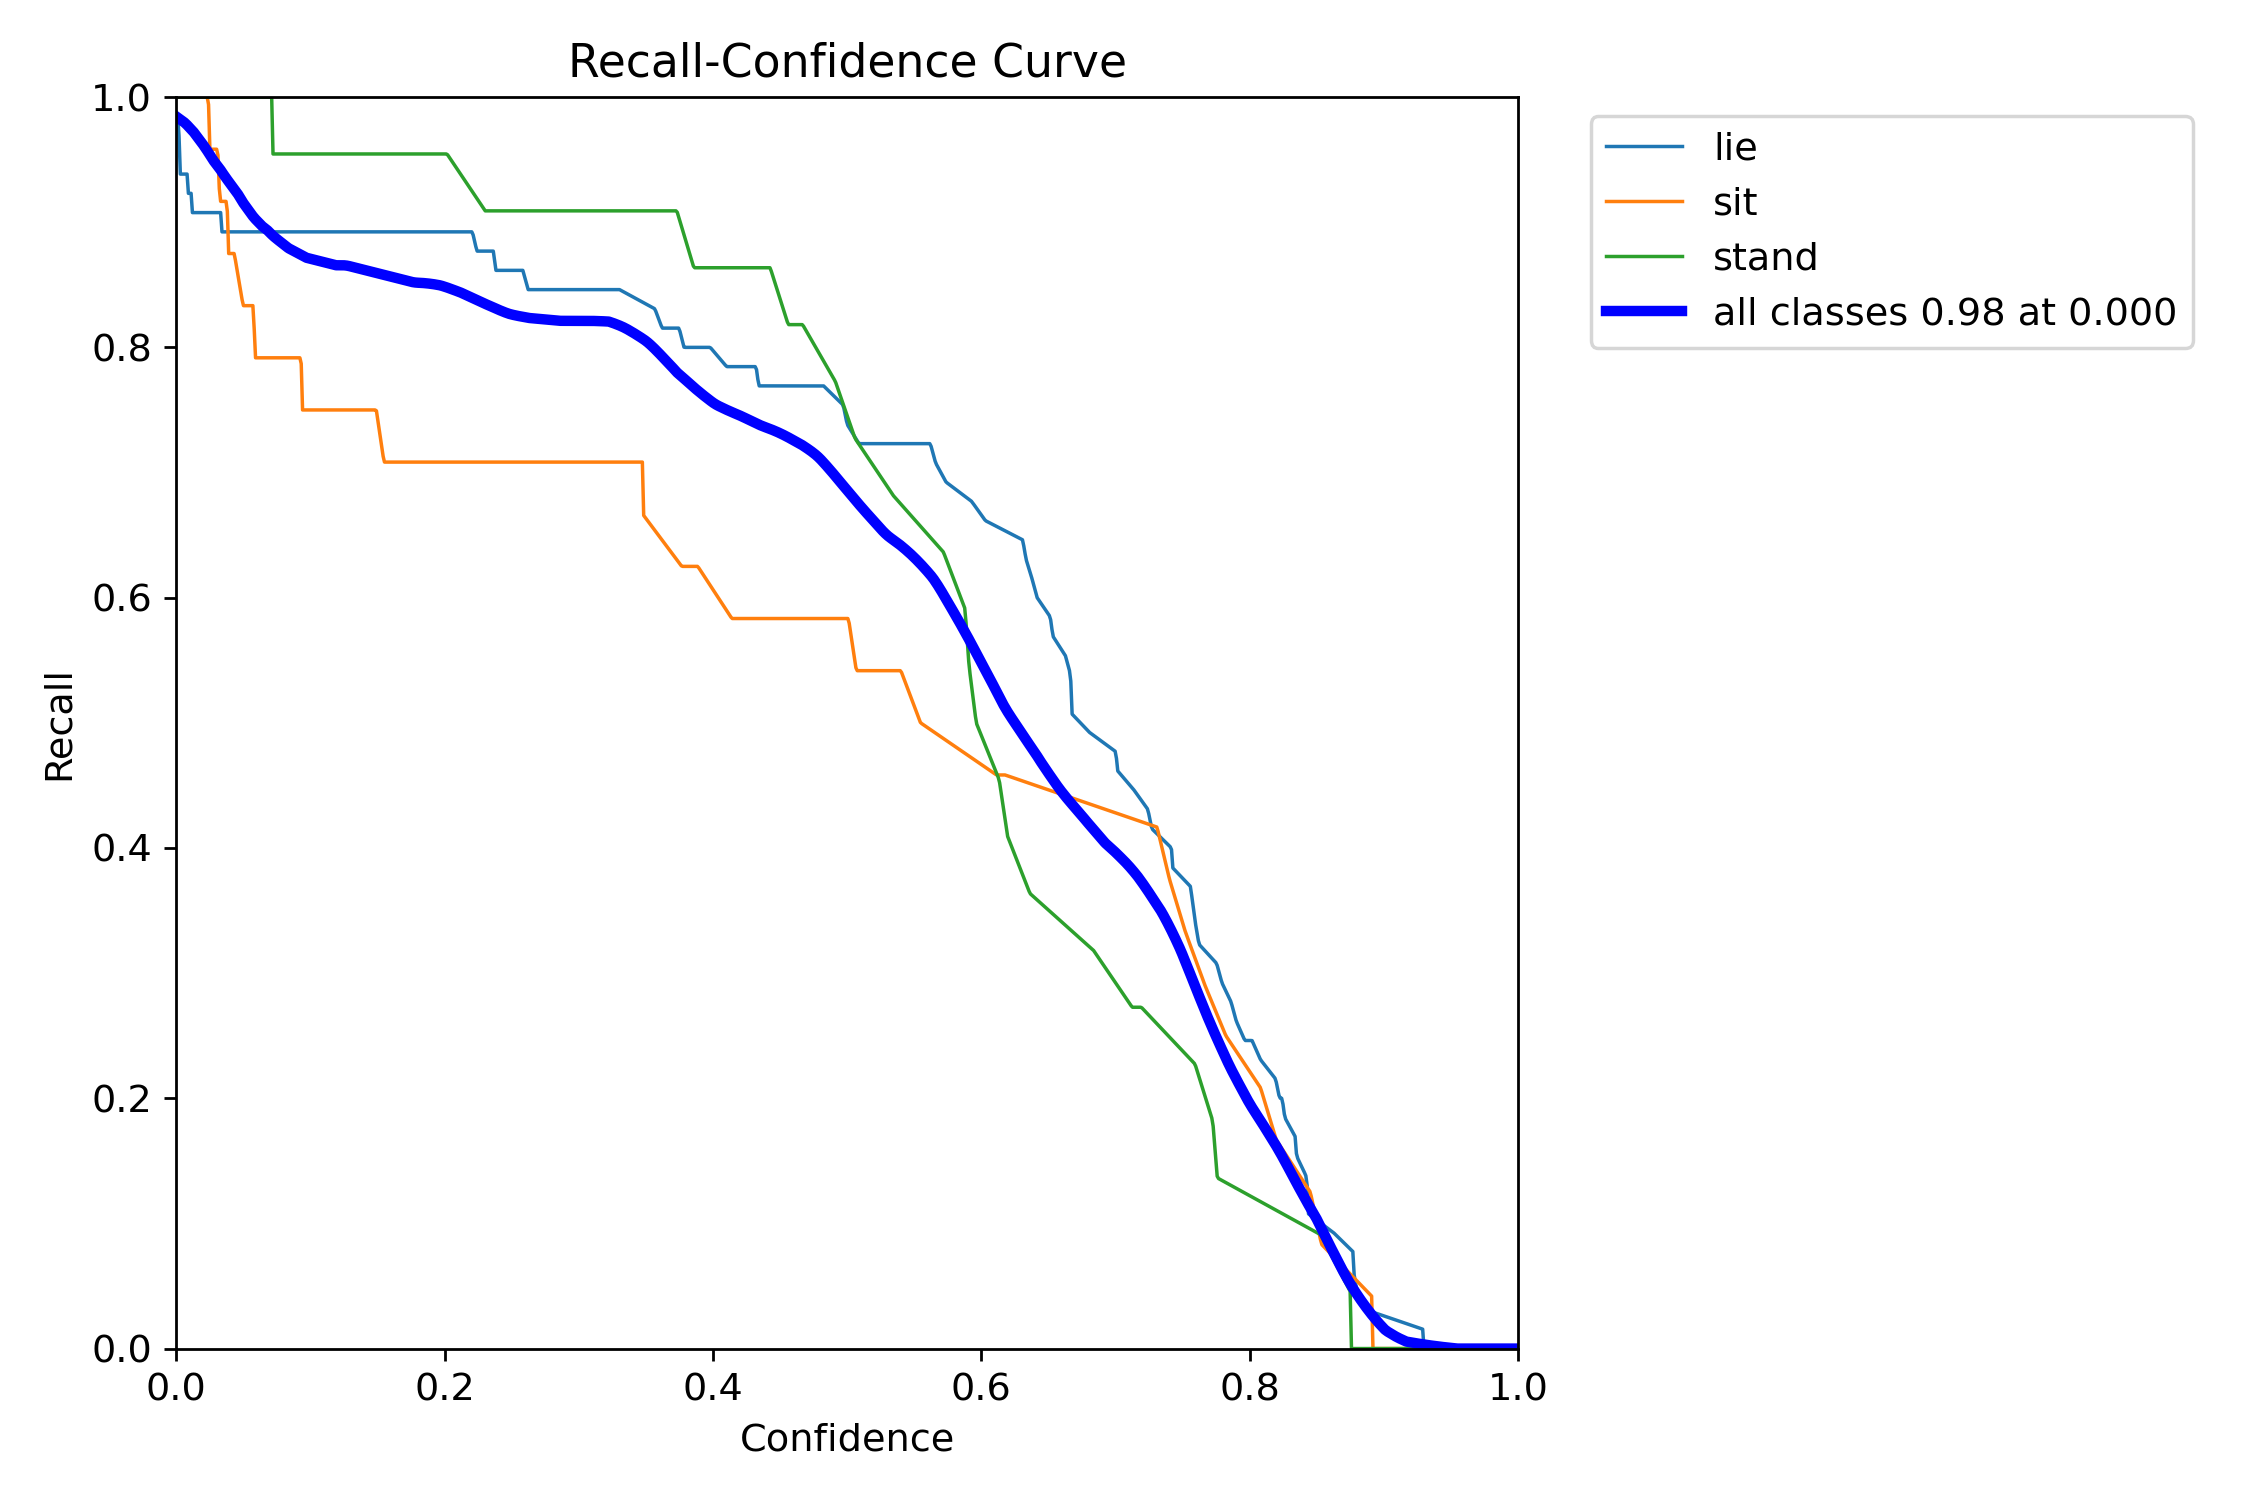 Recall-Confidence Curve
1.0
0.8
0.6
0.4
0.2
0.0
Recall
0.0 0.2 0.4 0.6 0.8 1.0
Confidence
lie
sit
stand
all classes 0.98 at 0.000